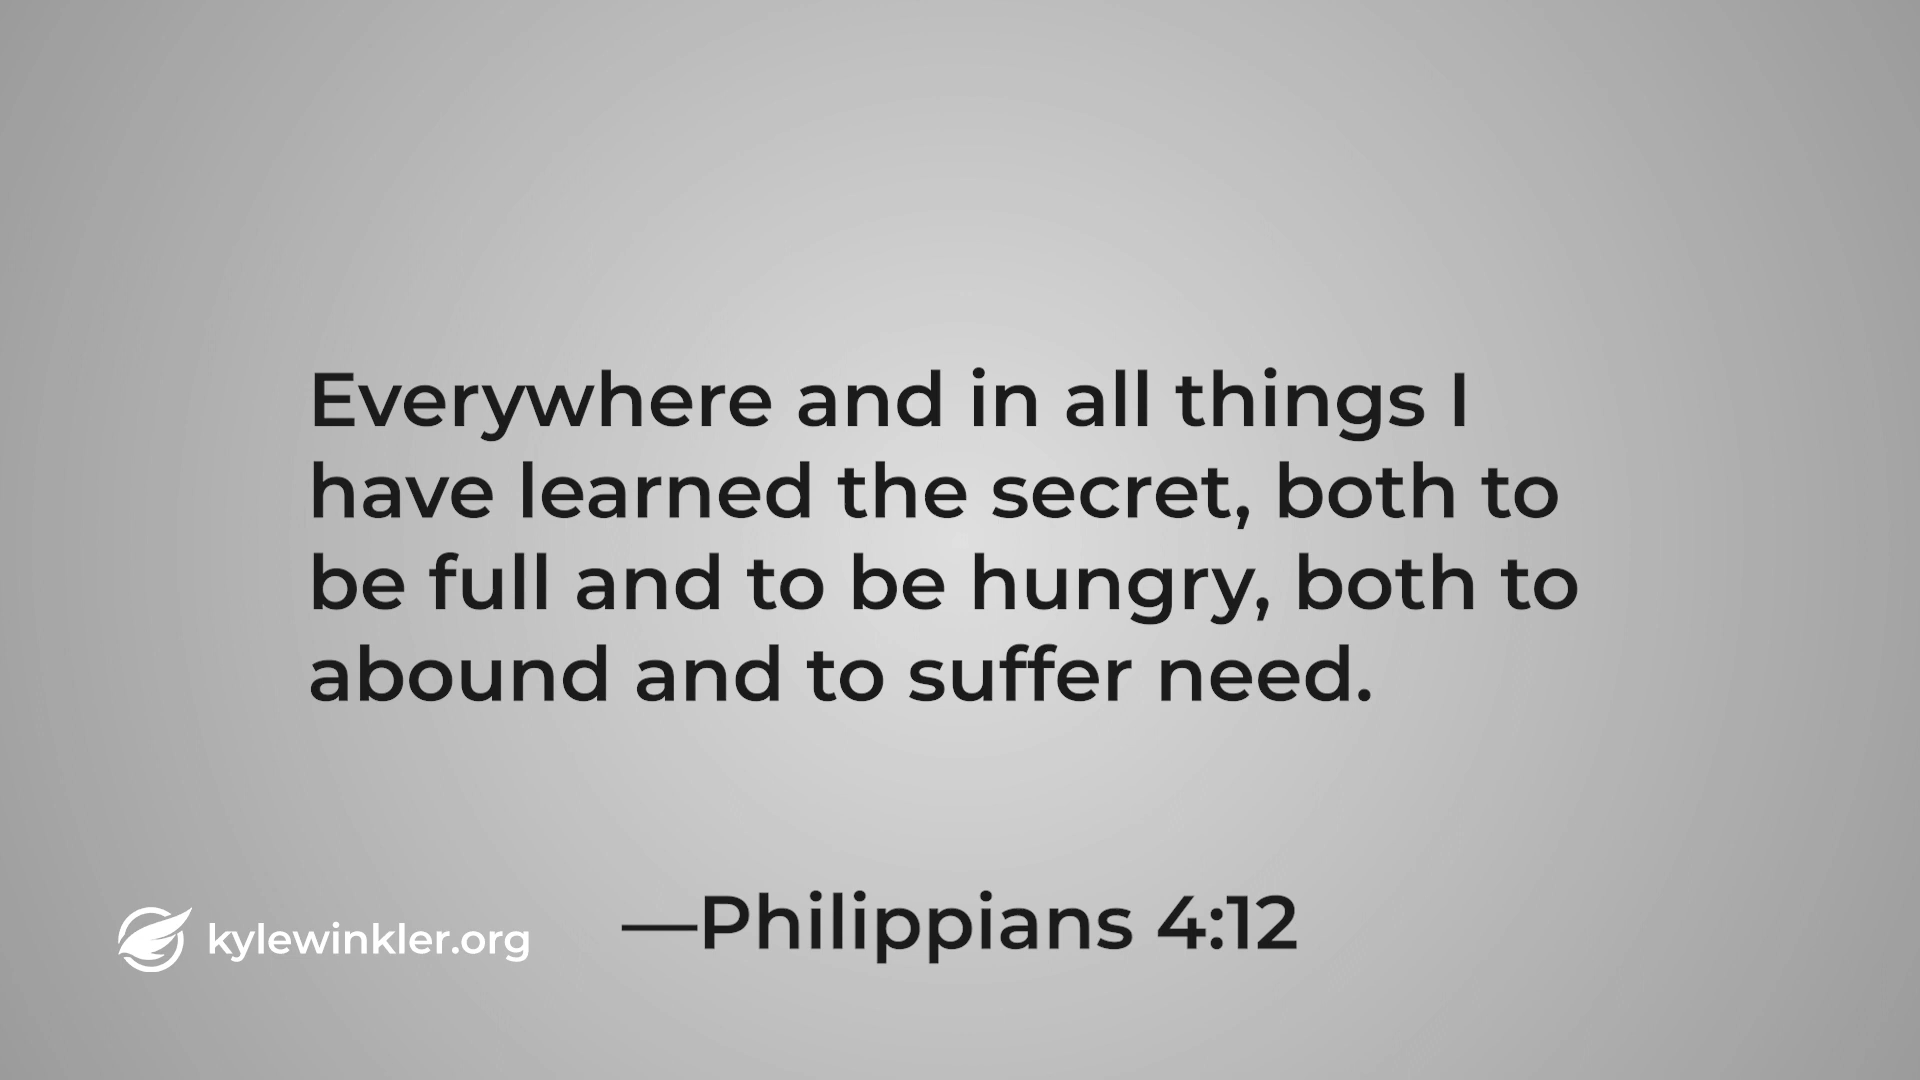 Everywhere and in all things I
have learned the secret, both to
be full and to be hungry, both to
abound and to suffer need.
—Philippians 4:12
kylewinkler.org